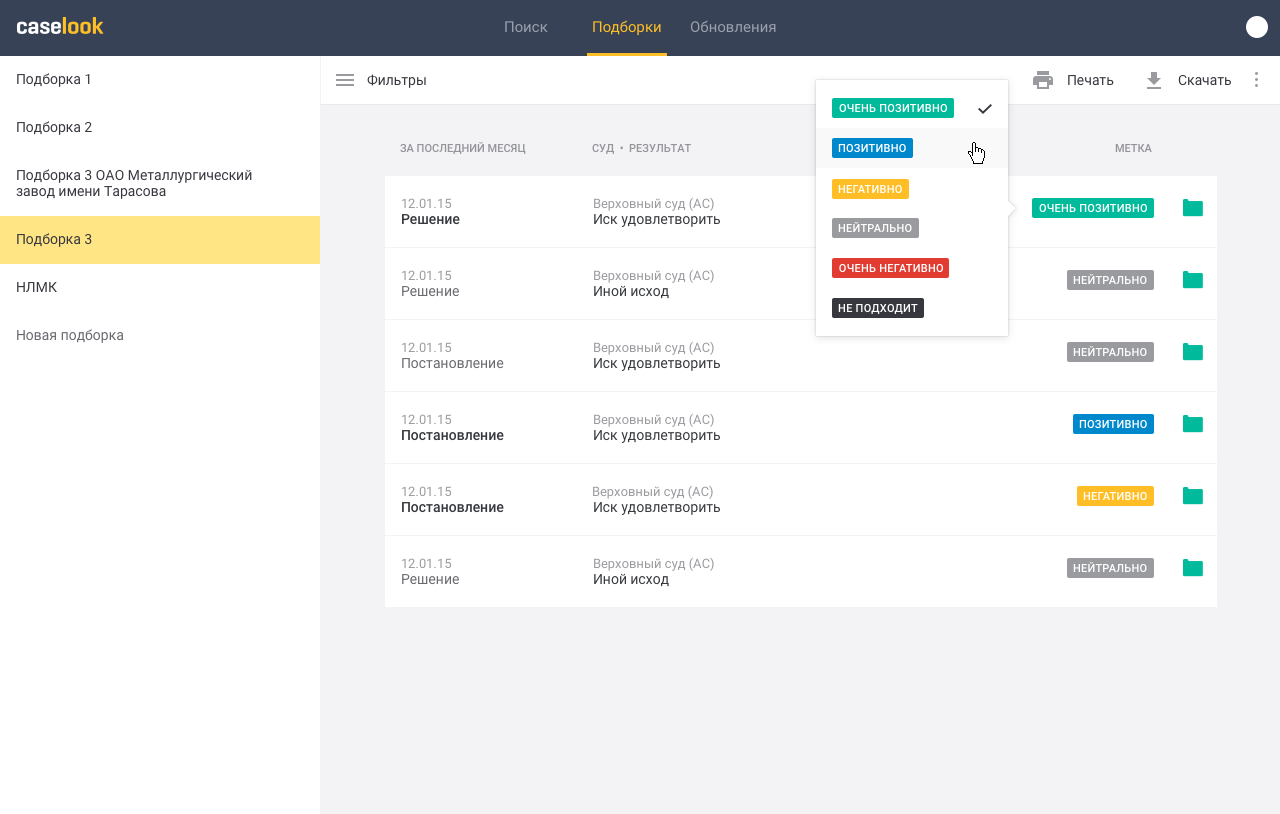 caselook
Поиск
Подборки
Обновления
Подборка 1
Подборка 2
Подборка 3 ОАО Металлургический
завод имени Тарасова
Подборка 3
НЛМК
Новая подборка
Фильтры
Печать
Скачать
ОЧЕНЬ ПОЗИТИВНО
ПОЗИТИВНО
НЕГАТИВНО
НЕЙТРАЛЬНО
ОЧЕНЬ НЕГАТИВНО
НЕ ПОДХОДИТ
ЗА ПОСЛЕДНИЙ МЕСЯЦ
СУД • РЕЗУЛЬТАТ
МЕТКА
12.01.15
Решение
Верховный суд (АС)
Иск удовлетворить
ОЧЕНЬ ПОЗИТИВНО
12.01.15
Решение
Верховный суд (АС)
Иной исход
НЕЙТРАЛЬНО
12.01.15
Постановление
Верховный суд (АС)
Иск удовлетворить
НЕЙТРАЛЬНО
12.01.15
Постановление
Верховный суд (АС)
Иск удовлетворить
ПОЗИТИВНО
12.01.15
Постановление
Верховный суд (АС)
Иск удовлетворить
НЕГАТИВНО
12.01.15
Решение
Верховный суд (АС)
Иной исход
НЕЙТРАЛЬНО